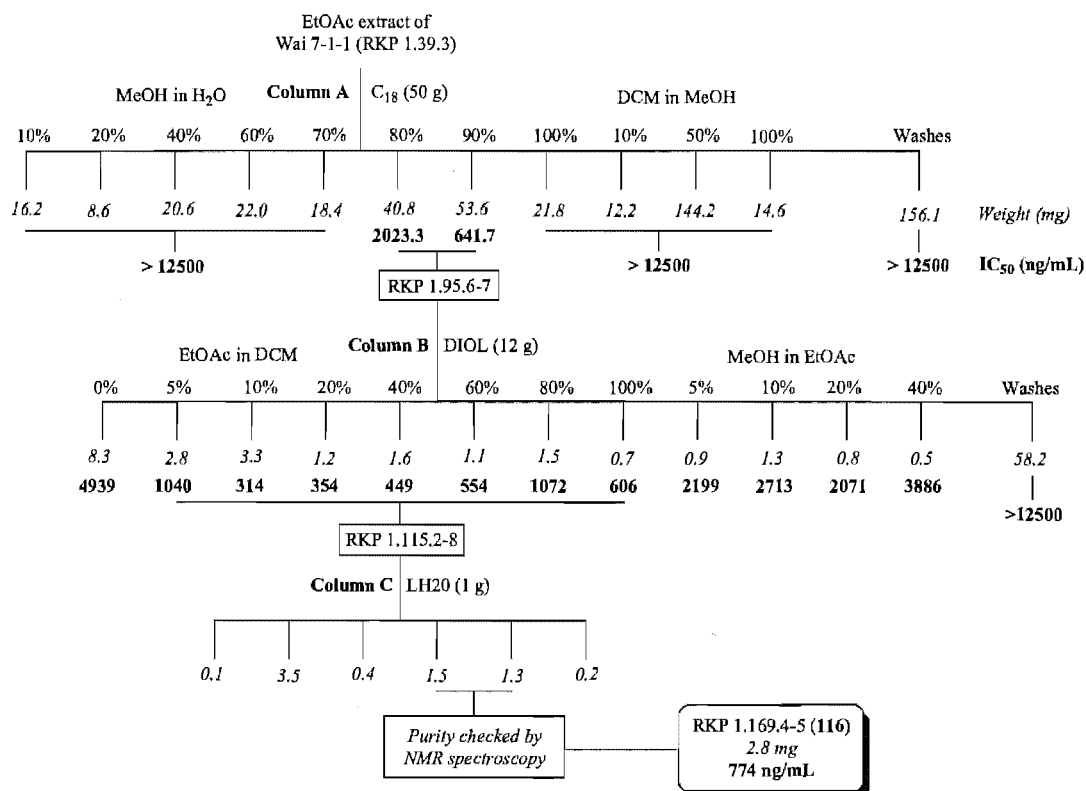 EtOAc extract of
Wai 7-1-1 (RKP 1.39.3)
MeOH in H₂O
Column A
C₁₈ (50 g)
DCM in MeOH
10% 20% 40% 60% 70% 80% 90% 100% 10% 50% 100% Washes
16.2 8.6 20.6 22.0 18.4 40.8 53.6 21.8 12.2 144.2 14.6 156.1 Weight (mg)
2023.3 641.7
> 12500 > 12500 > 12500 IC₅₀ (ng/mL)
RKP 1.95.6-7
Column B
DIOL (12 g)
EtOAc in DCM
MeOH in EtOAc
0% 5% 10% 20% 40% 60% 80% 100% 5% 10% 20% 40% Washes
8.3 2.8 3.3 1.2 1.6 1.1 1.5 0.7 0.9 1.3 0.8 0.5 58.2
4939 1040 314 354 449 554 1072 606 2199 2713 2071 3886
>12500
RKP 1.115.2-8
Column C
LH20 (1 g)
0.1 3.5 0.4 1.5 1.3 0.2
Purity checked by
NMR spectroscopy
RKP 1.169.4-5 (116)
2.8 mg
774 ng/mL